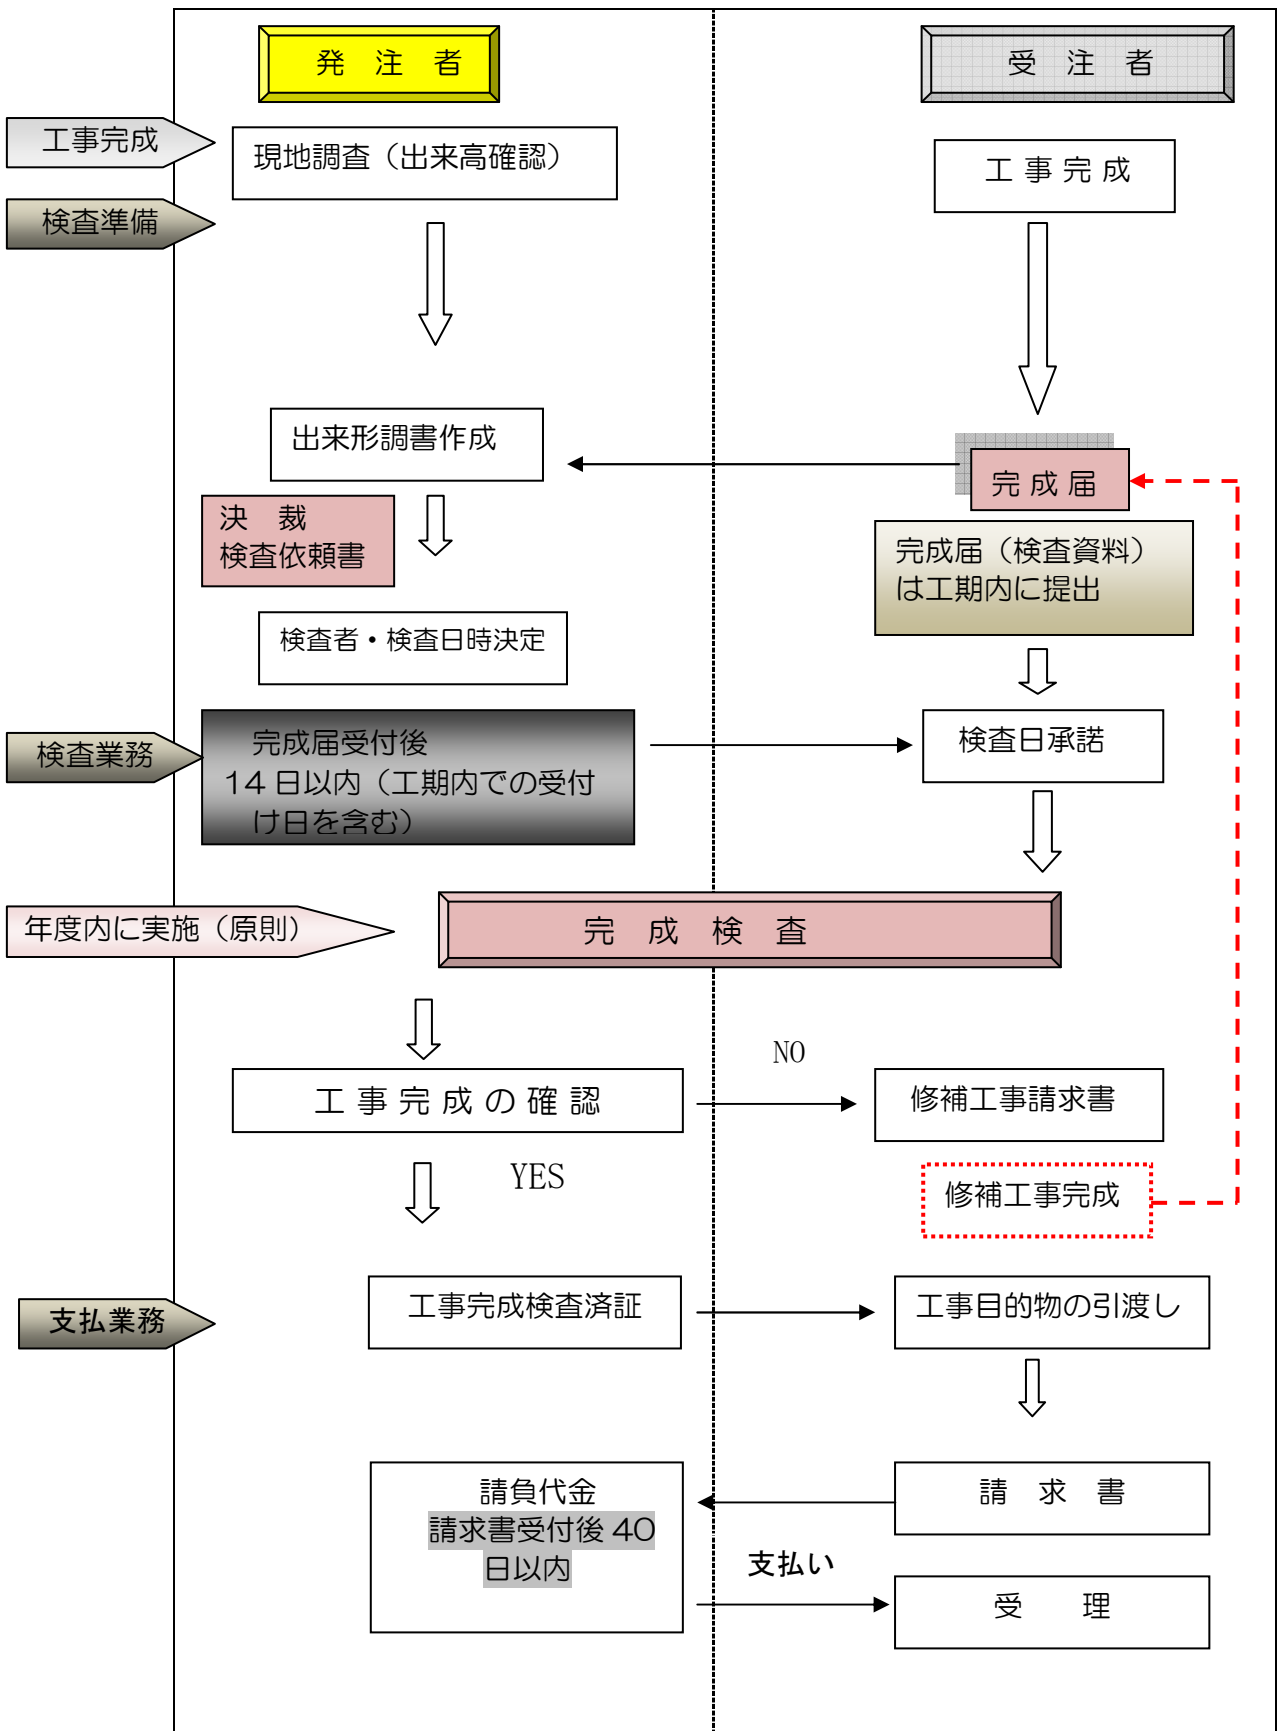 発 注 者
受 注 者
工事完成
現地調査（出来高確認）
工 事 完 成
検査準備
出来形調書作成
完 成 届
決 裁
検査依頼書
完成届（検査資料）
は工期内に提出
検査者・検査日時決定
検査業務
完成届受付後
14 日以内（工期内での受付
け日を含む）
検査日承諾
年度内に実施（原則）
完 成 検 査
NO
工 事 完 成 の 確 認
修補工事請求書
YES
修補工事完成
支払業務
工事完成検査済証
工事目的物の引渡し
請負代金
請求書受付後 40
日以内
請 求 書
支払い
受 理